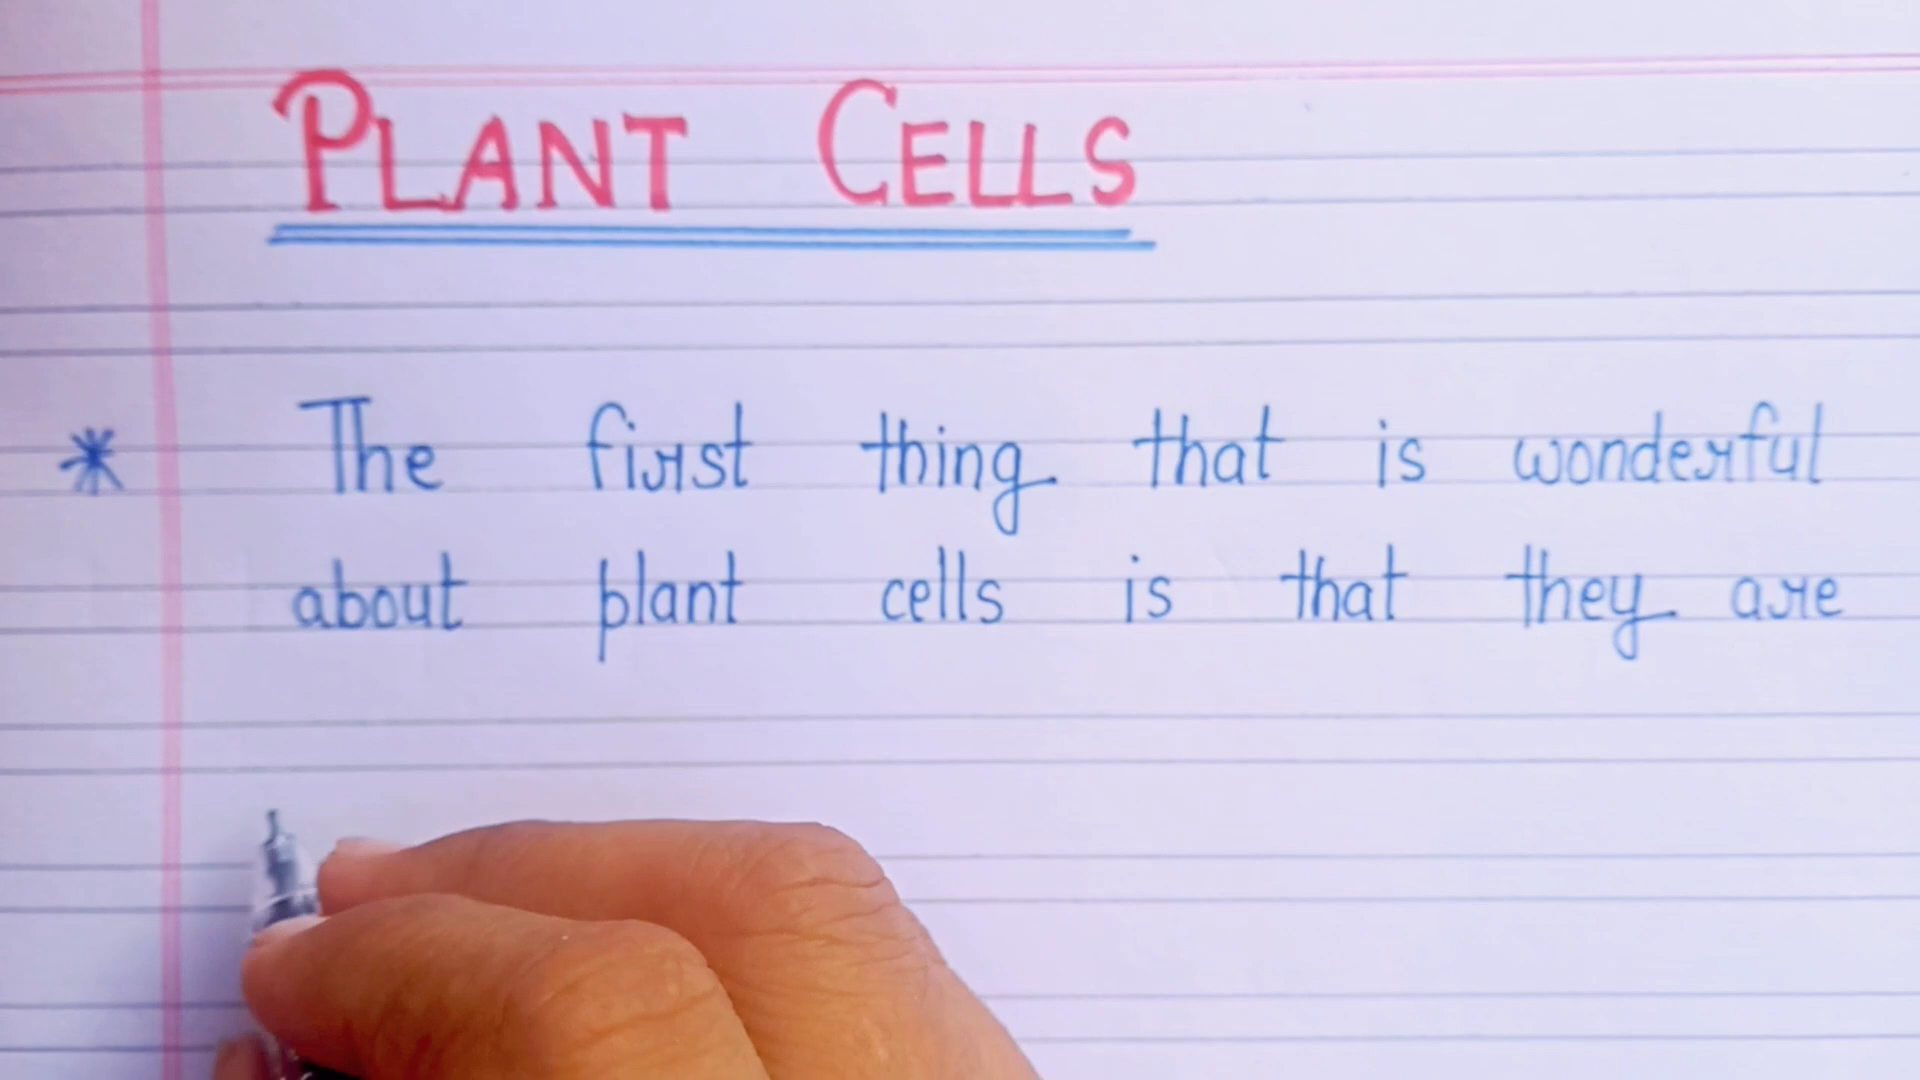 PLANT CELLS
* The first thing that is wonderful
about plant cells is that they are